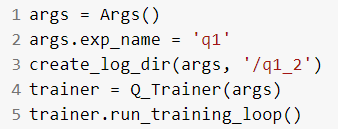 1 args = Args()
2 args.exp_name = 'q1'
3 create_log_dir(args, '/q1_2')
4 trainer = Q_Trainer(args)
5 trainer.run_training_loop()